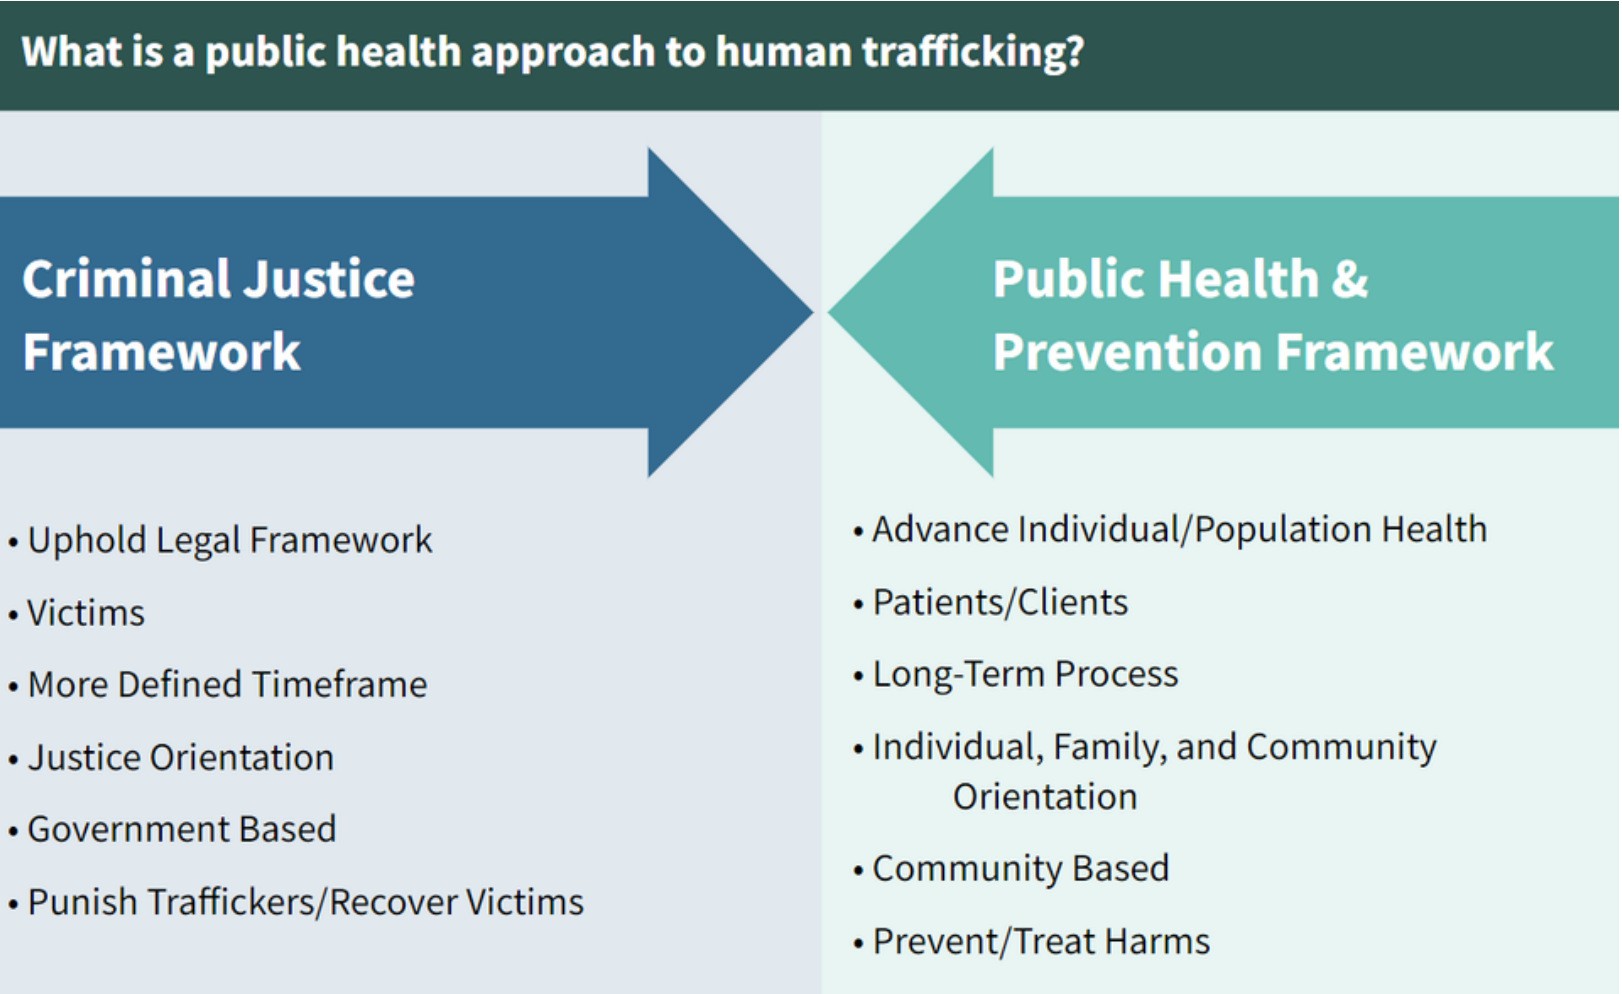 What is a public health approach to human trafficking?
Criminal Justice
Framework
• Uphold Legal Framework
• Victims
• More Defined Timeframe
• Justice Orientation
• Government Based
• Punish Traffickers/Recover Victims
Public Health &
Prevention Framework
• Advance Individual/Population Health
• Patients/Clients
• Long-Term Process
• Individual, Family, and Community
Orientation
• Community Based
• Prevent/Treat Harms